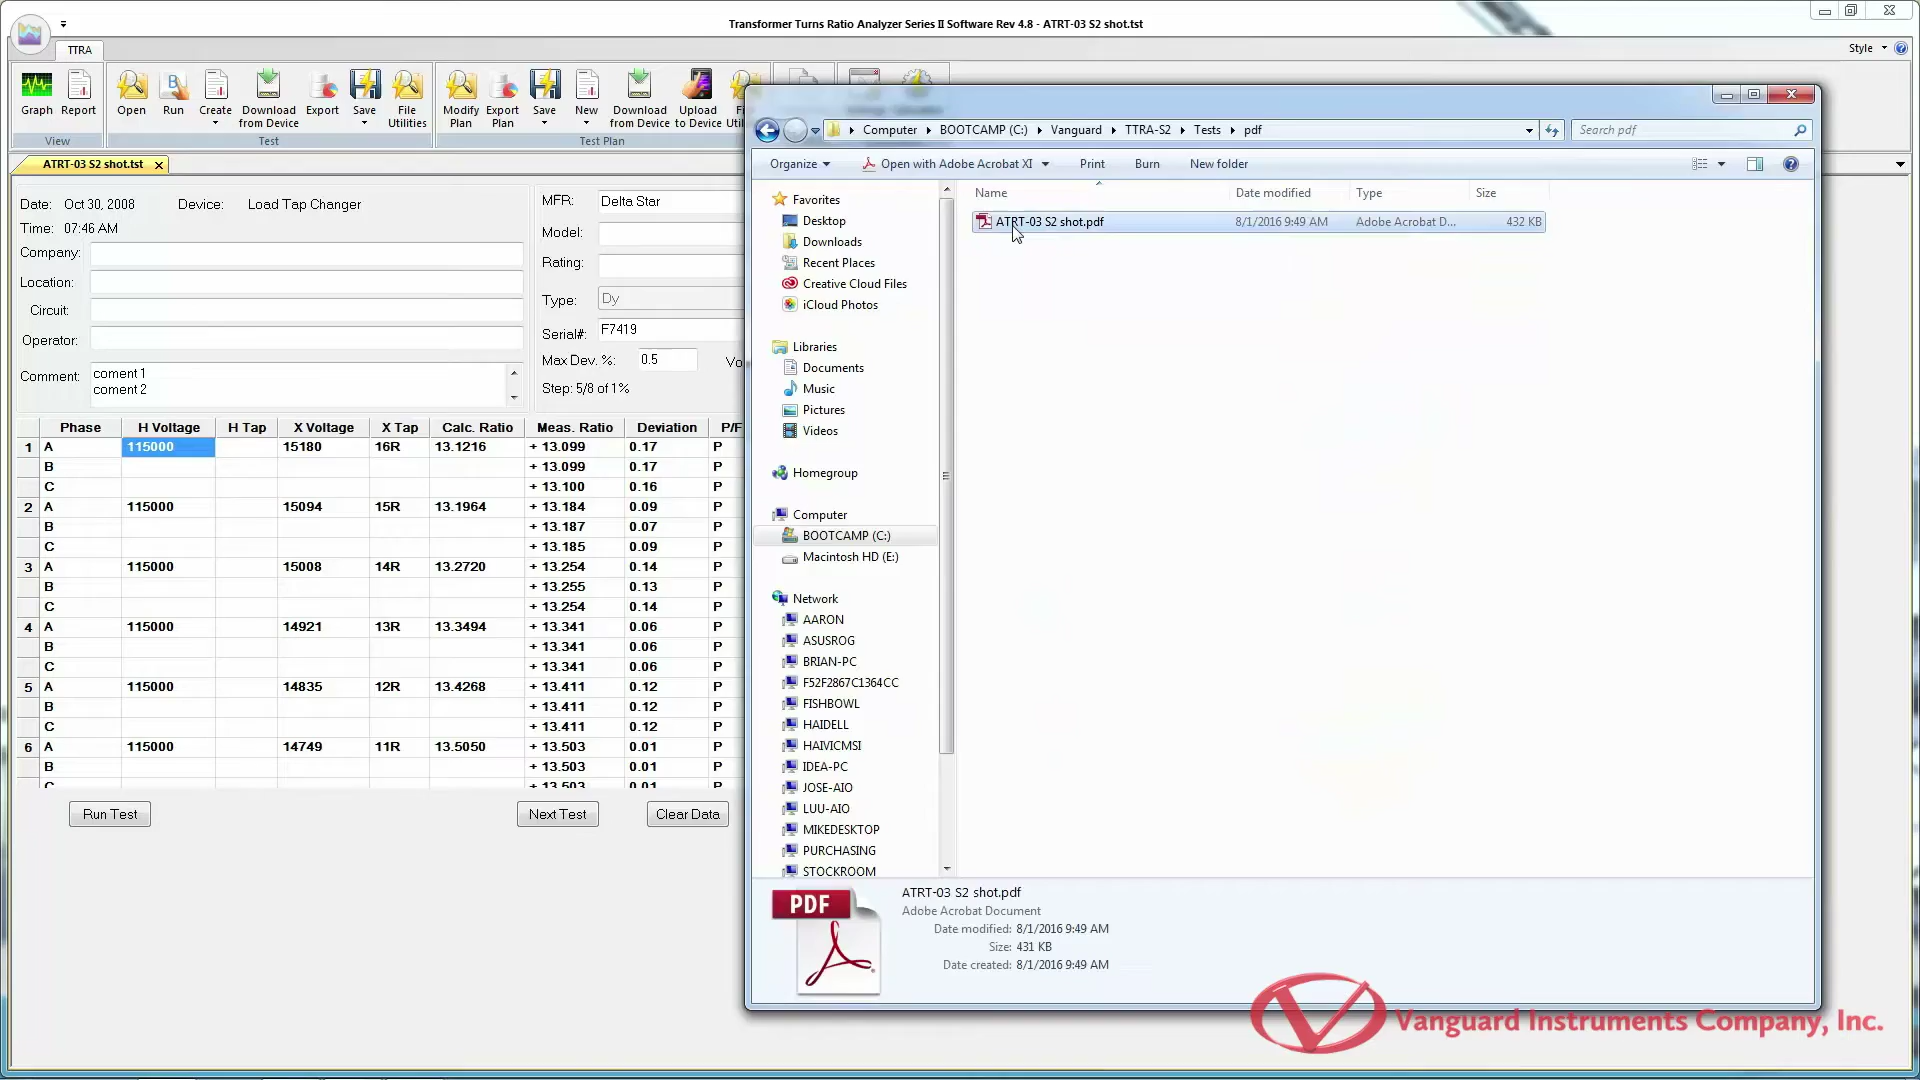 Transformer Turns Ratio Analyzer Series II Software Rev 4.8 - ATRT-03 S2 shot.tst
TTRA
Style
Graph
Report
Open
Run
Create
Download from Device
Export
Save
File Utilities
Modify Plan
Export Plan
Save
New
Download from Device
Upload to Device
View
Test
Test Plan
ATRT-03 S2 shot.tst
Date: Oct 30, 2008 Device: Load Tap Changer
Time: 07:46 AM
Company:
Location:
Circuit:
Operator:
Comment: coment 1
coment 2
MFR: Delta Star
Model:
Rating:
Type: Dy
Serial#: F7419
Max Dev. %: 0.5
Step: 5/8 of 1%
Phase H Voltage H Tap X Voltage X Tap Calc. Ratio Meas. Ratio Deviation P/F
1 A 115000 15180 16R 13.1216 + 13.099 0.17 P
B + 13.099 0.17 P
C + 13.100 0.16 P
2 A 115000 15094 15R 13.1964 + 13.184 0.09 P
B + 13.187 0.07 P
C + 13.185 0.09 P
3 A 115000 15008 14R 13.2720 + 13.254 0.14 P
B + 13.255 0.13 P
C + 13.254 0.14 P
4 A 115000 14921 13R 13.3494 + 13.341 0.06 P
B + 13.341 0.06 P
C + 13.341 0.06 P
5 A 115000 14835 12R 13.4268 + 13.411 0.12 P
B + 13.411 0.12 P
C + 13.411 0.12 P
6 A 115000 14749 11R 13.5050 + 13.503 0.01 P
B + 13.503 0.01 P
C + 13.503 0.01 P
Run Test
Next Test
Clear Data
Computer BOOTCAMP (C:) Vanguard TTRA-S2 Tests pdf
Search pdf
Organize Open with Adobe Acrobat XI Print Burn New folder
Name Date modified Type Size
ATRT-03 S2 shot.pdf 8/1/2016 9:49 AM Adobe Acrobat D... 432 KB
Favorites
Desktop
Downloads
Recent Places
Creative Cloud Files
iCloud Photos
Libraries
Documents
Music
Pictures
Videos
Homegroup
Computer
BOOTCAMP (C:)
Macintosh HD (E:)
Network
AARON
ASUSROG
BRIAN-PC
F52F2867C1364CC
FISHBOWL
HAIDELL
HAIVICMSI
IDEA-PC
JOSE-AIO
LUU-AIO
MIKEDESKTOP
PURCHASING
STOCKROOM
PDF
ATRT-03 S2 shot.pdf
Adobe Acrobat Document
Date modified: 8/1/2016 9:49 AM
Size: 431 KB
Date created: 8/1/2016 9:49 AM
Vanguard Instruments Company, Inc.